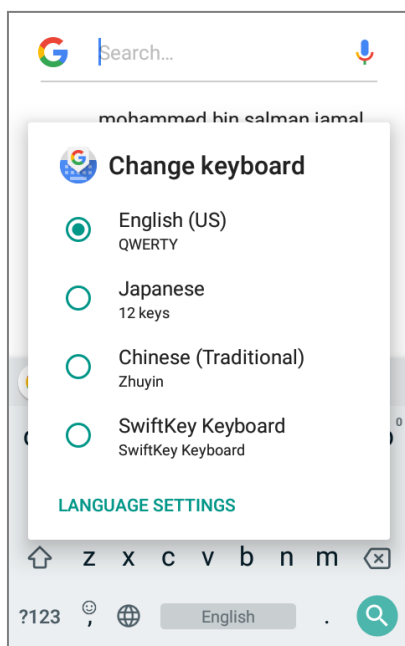 Search...
mohammed bin salman jamal
Change keyboard
English (US)
QWERTY
Japanese
12 keys
Chinese (Traditional)
Zhuyin
SwiftKey Keyboard
SwiftKey Keyboard
LANGUAGE SETTINGS
0
z x c v b n m
?123 , English .